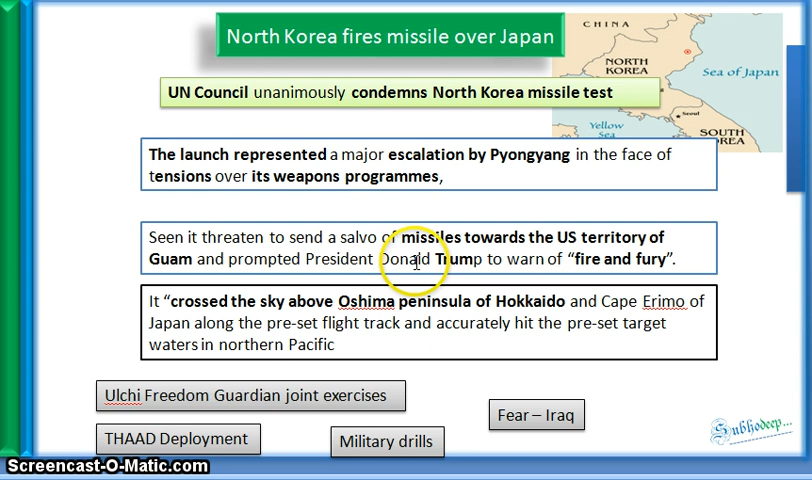 North Korea fires missile over Japan
CHINA
NORTH
KOREA
Sea of Japan
UN Council unanimously condemns North Korea missile test
Seoul
Yellow
Sea
SOUTH
KOREA
The launch represented a major escalation by Pyongyang in the face of
tensions over its weapons programmes,
Seen it threaten to send a salvo of missiles towards the US territory of
Guam and prompted President Donald Trump to warn of “fire and fury”.
It “crossed the sky above Oshima peninsula of Hokkaido and Cape Erimo of
Japan along the pre-set flight track and accurately hit the pre-set target
waters in northern Pacific
Ulchi Freedom Guardian joint exercises
Fear – Iraq
THAAD Deployment
Military drills
Subhodeep...
Screencast-O-Matic.com